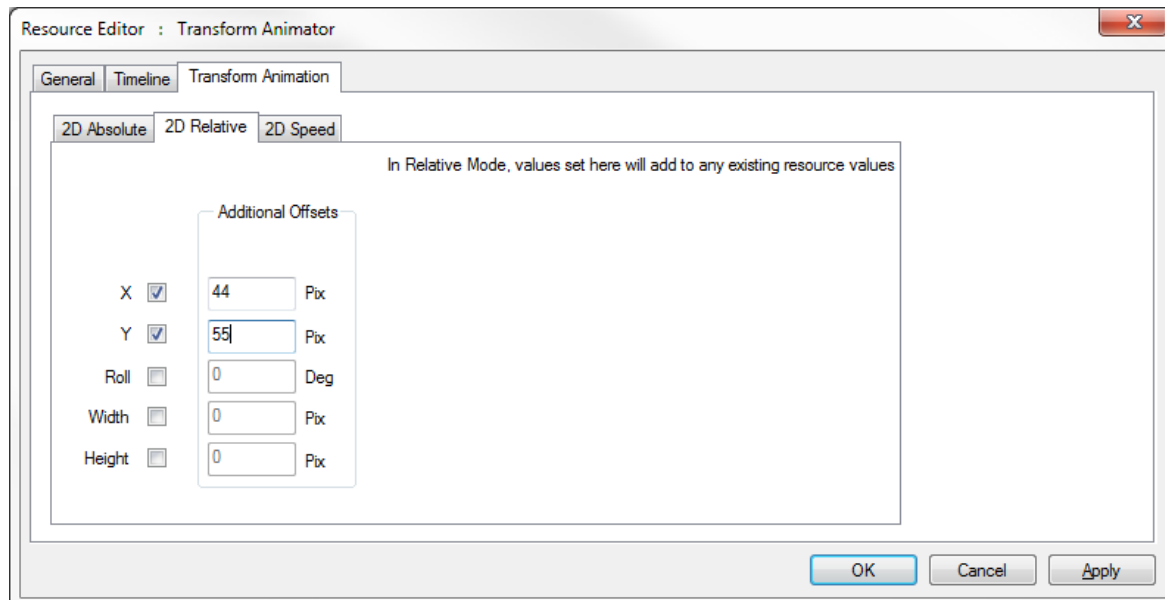 Resource Editor : Transform Animator
x
General Timeline Transform Animation
2D Absolute 2D Relative 2D Speed
In Relative Mode, values set here will add to any existing resource values
Additional Offsets
X 44 Pix
Y 55 Pix
Roll 0 Deg
Width 0 Pix
Height 0 Pix
OK Cancel Apply